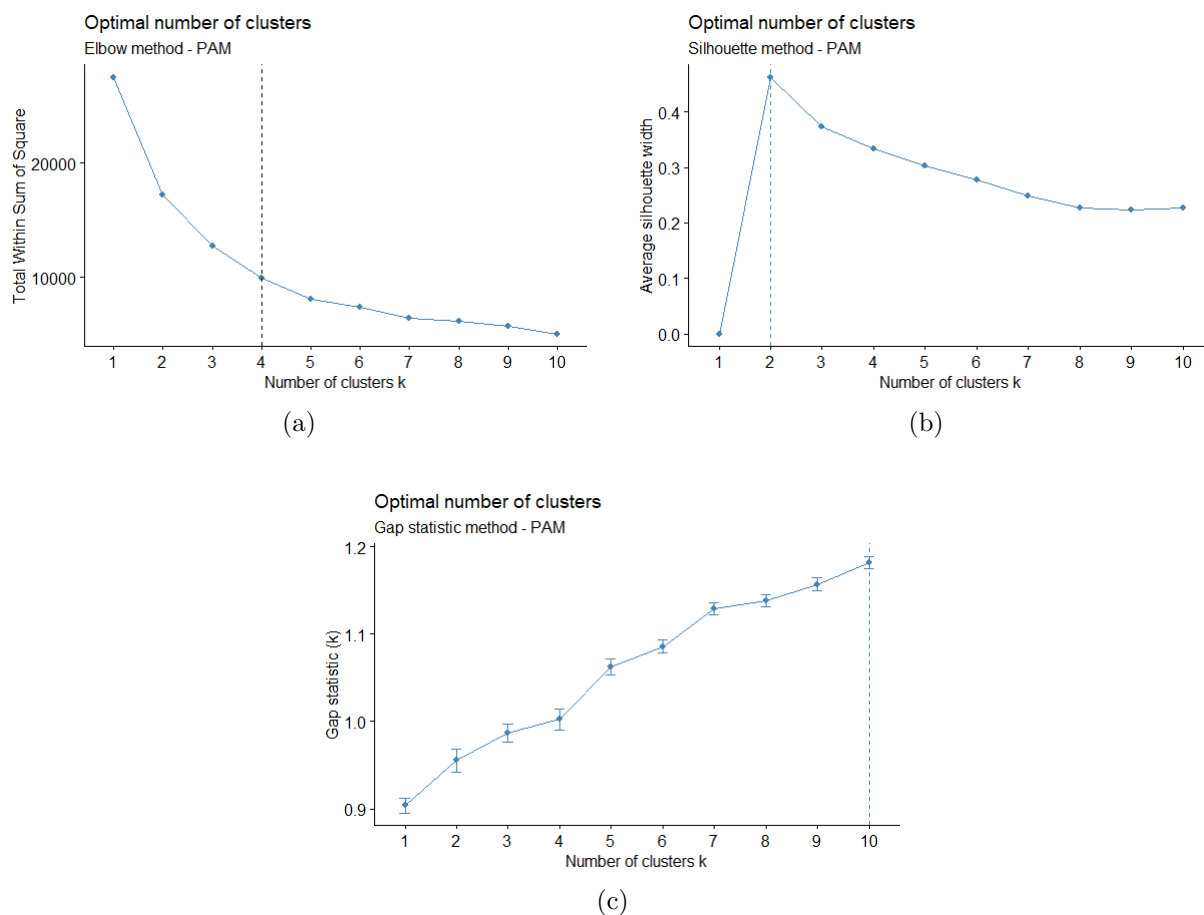 Optimal number of clusters
Elbow method - PAM
Total Within Sum of Square
20000
10000
1 2 3 4 5 6 7 8 9 10
Number of clusters k
(a)
Optimal number of clusters
Silhouette method - PAM
Average silhouette width
0.4
0.3
0.2
0.1
0.0
1 2 3 4 5 6 7 8 9 10
Number of clusters k
(b)
Optimal number of clusters
Gap statistic method - PAM
Gap statistic (k)
1.2
1.1
1.0
0.9
1 2 3 4 5 6 7 8 9 10
Number of clusters k
(c)